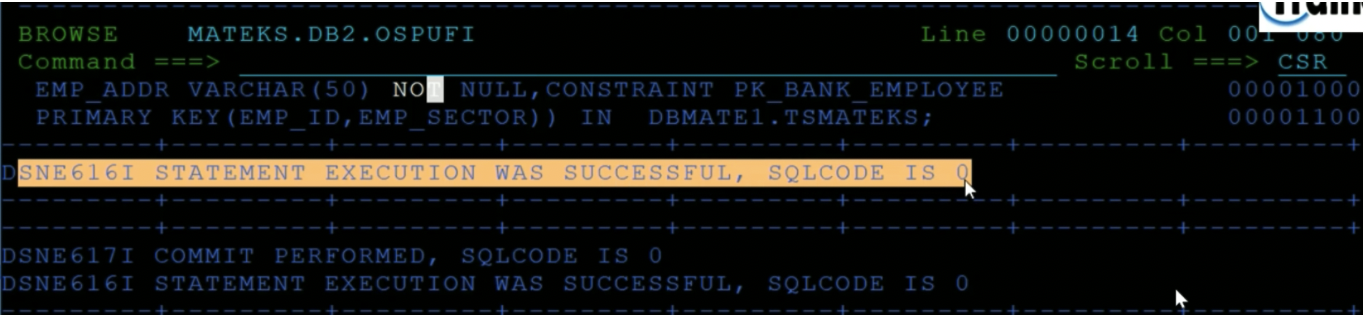 BROWSE MATEKS.DB2.OSPUFI Line 00000014 Col 001 080
Command ===> Scroll ===> CSR
EMP_ADDR VARCHAR(50) NOT NULL,CONSTRAINT PK_BANK_EMPLOYEE 00001000
PRIMARY KEY(EMP_ID,EMP_SECTOR)) IN DBMATE1.TSMATEKS; 00001100
---------+---------+---------+---------+---------+---------+---------+---------+
DSNE616I STATEMENT EXECUTION WAS SUCCESSFUL, SQLCODE IS 0
---------+---------+---------+---------+---------+---------+---------+---------+
---------+---------+---------+---------+---------+---------+---------+---------+
DSNE617I COMMIT PERFORMED, SQLCODE IS 0
DSNE616I STATEMENT EXECUTION WAS SUCCESSFUL, SQLCODE IS 0
---------+---------+---------+---------+---------+---------+---------+---------+